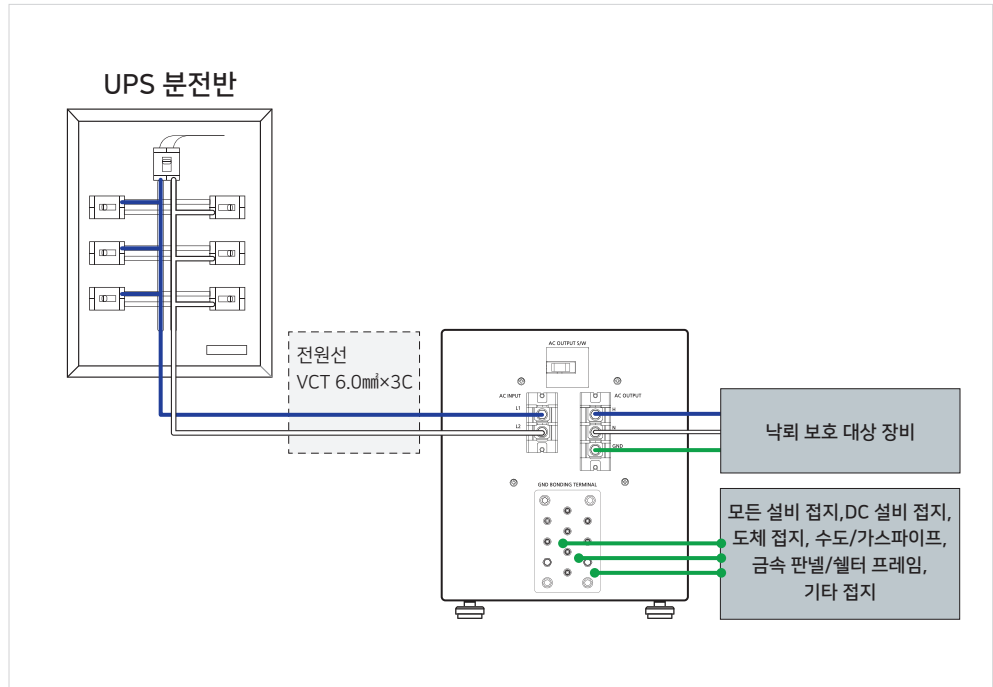 UPS 분전반
전원선
VCT 6.0㎟×3C
AC OUTPUT S/W
AC INPUT
AC OUTPUT
L1
H
L2
N
GND
낙뢰 보호 대상 장비
GND BONDING TERMINAL
모든 설비 접지,DC 설비 접지,
도체 접지, 수도/가스파이프,
금속 판넬/쉘터 프레임,
기타 접지